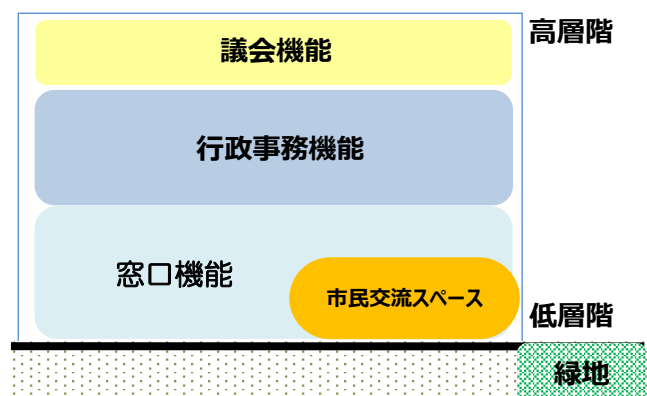 高層階
議会機能
行政事務機能
窓口機能
市民交流スペース
低層階
緑地